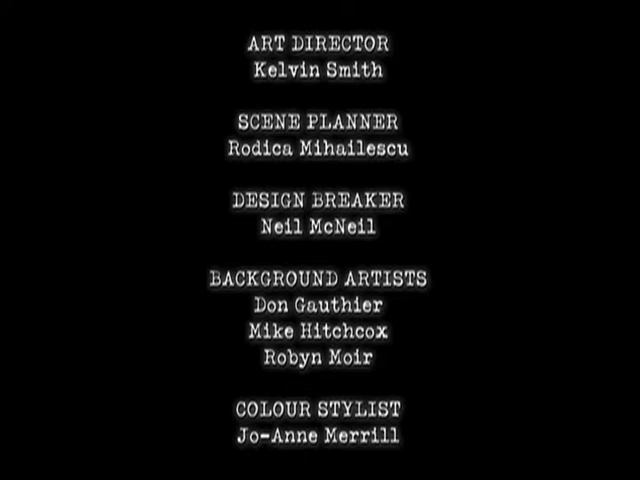 ART DIRECTOR
Kelvin Smith
SCENE PLANNER
Rodica Mihailescu
DESIGN BREAKER
Neil McNeil
BACKGROUND ARTISTS
Don Gauthier
Mike Hitchcox
Robyn Moir
COLOUR STYLIST
Jo-Anne Merrill